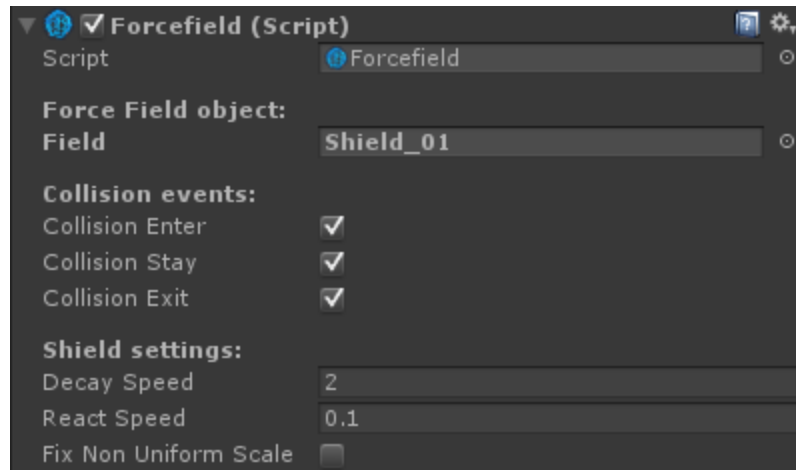 Forcefield (Script)
Script Forcefield
Force Field object:
Field Shield_01
Collision events:
Collision Enter
Collision Stay
Collision Exit
Shield settings:
Decay Speed 2
React Speed 0.1
Fix Non Uniform Scale